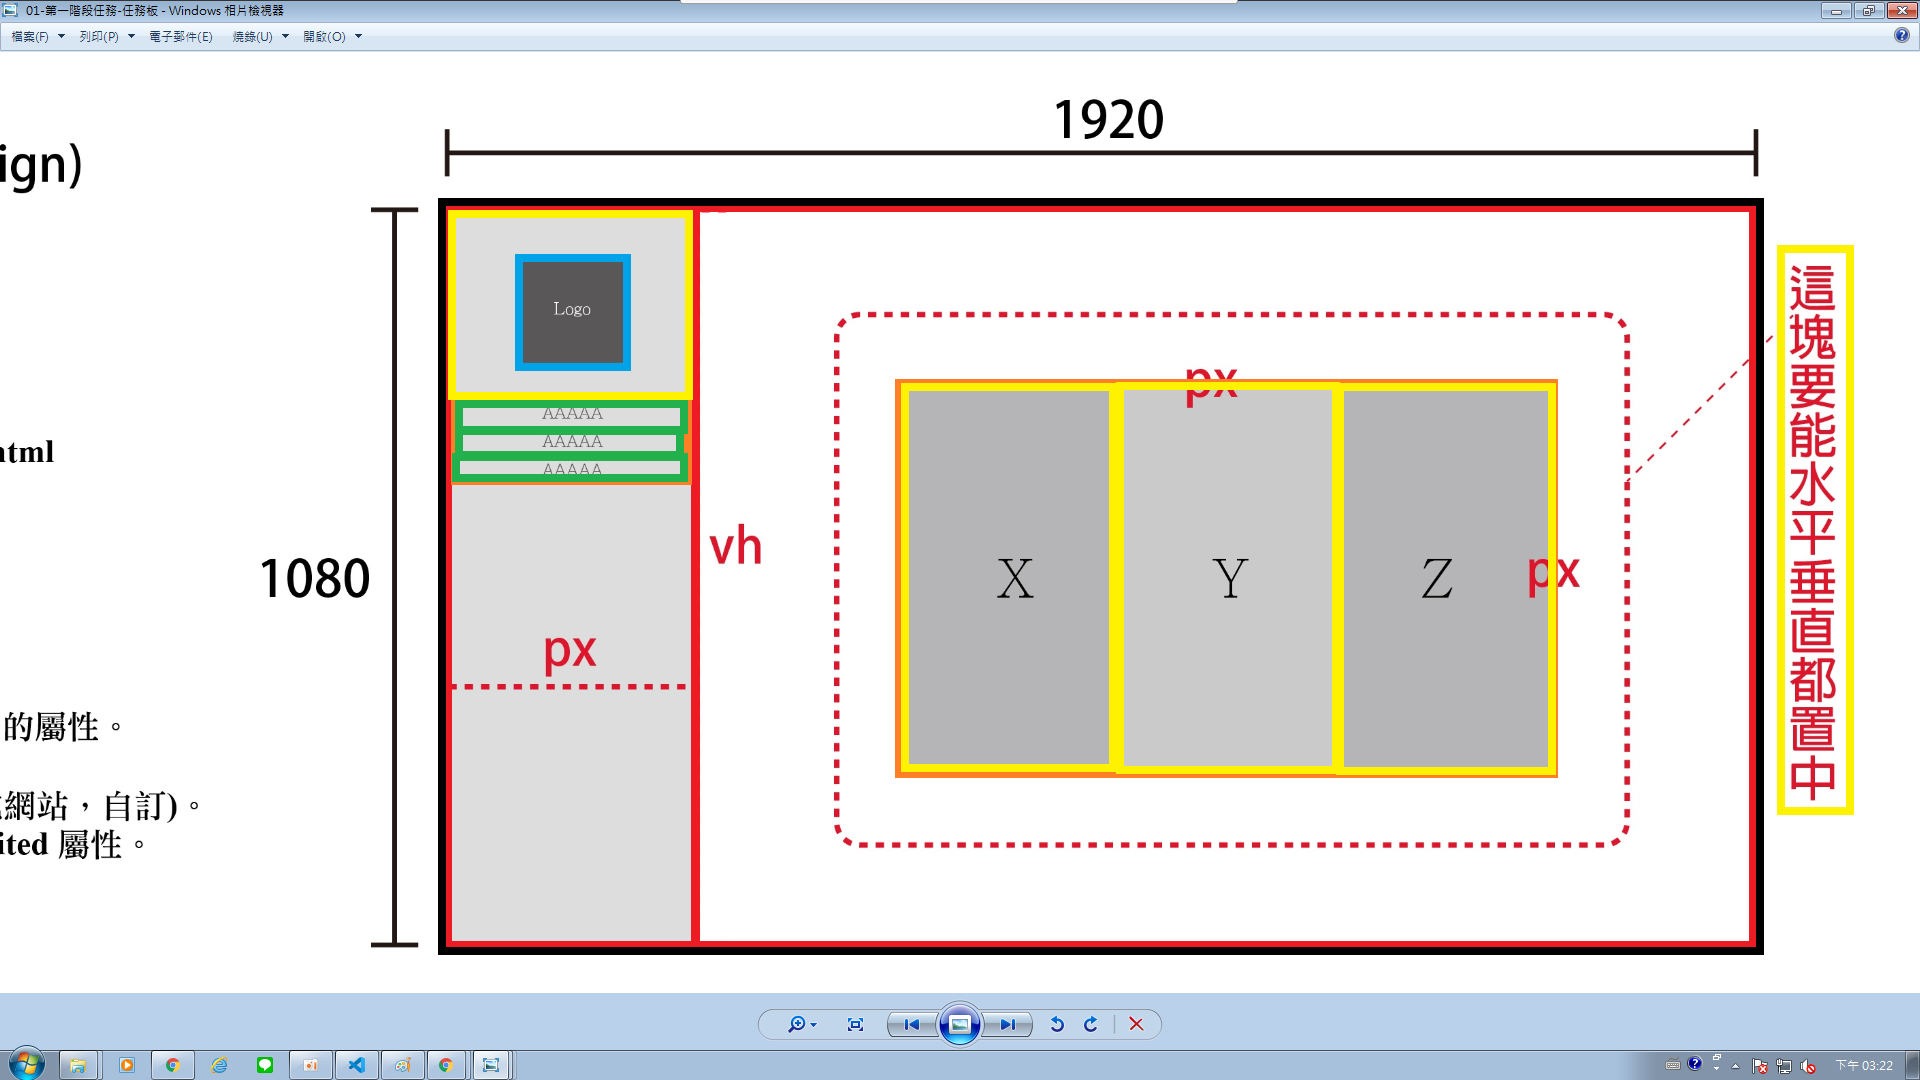 01-第一階段任務-任務板 - Windows 相片檢視器
檔案(F) 列印(P) 電子郵件(E) 燒錄(U) 開啟(O)
1920
ign)
Logo
AAAAA
AAAAA
AAAAA
html
1080
vh
px
px
px
X Y Z
這塊要能水平垂直都置中
的屬性。
網站，自訂)。
ited 屬性。
下午 03:22